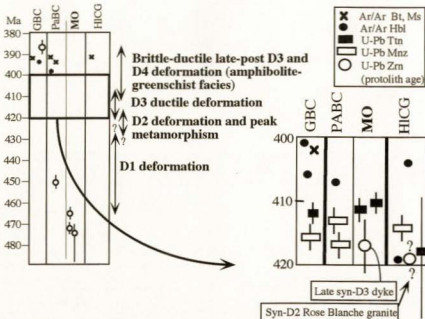 Ma
GBC
PaBC
MO
HICG
380
390
400
410
420
430
440
450
460
470
480
Brittle-ductile late-post D3 and
D4 deformation (amphibolite-
greenschist facies)
D3 ductile deformation
?
D2 deformation and peak
metamorphism
?
D1 deformation
× Ar/Ar Bt, Ms
Ar/Ar Hbl
U-Pb Ttn
U-Pb Mnz
U-Pb Zrn
(protolith age)
GBC
PABC
MO
HICG
400
410
420
?
?
Late syn-D3 dyke
Syn-D2 Rose Blanche granite